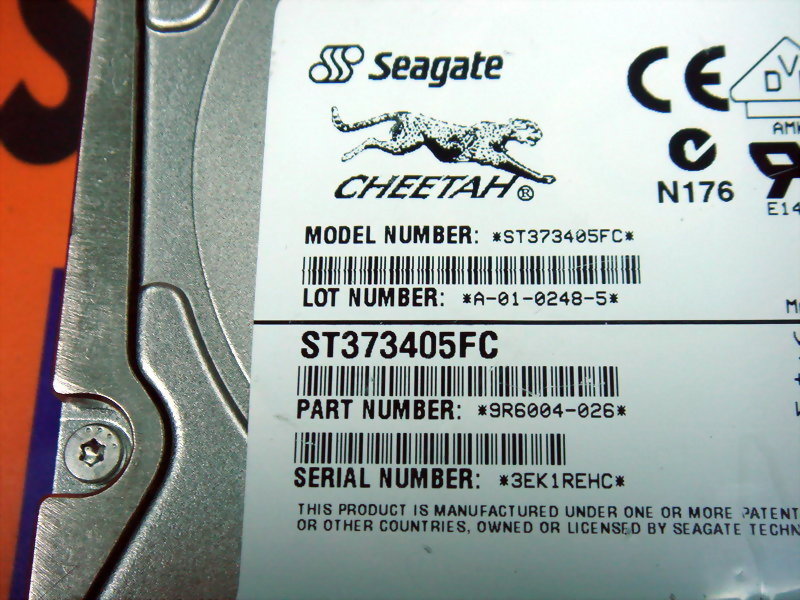 Seagate
CE
DV
CHEETAH®
N176
E14
MODEL NUMBER: *ST373405FC*
LOT NUMBER: *A-01-0248-5*
ST373405FC
PART NUMBER: *9R6004-026*
SERIAL NUMBER: *3EK1REHC*
THIS PRODUCT IS MANUFACTURED UNDER ONE OR MORE PATENT
OR OTHER COUNTRIES, OWNED OR LICENSED BY SEAGATE TECHN